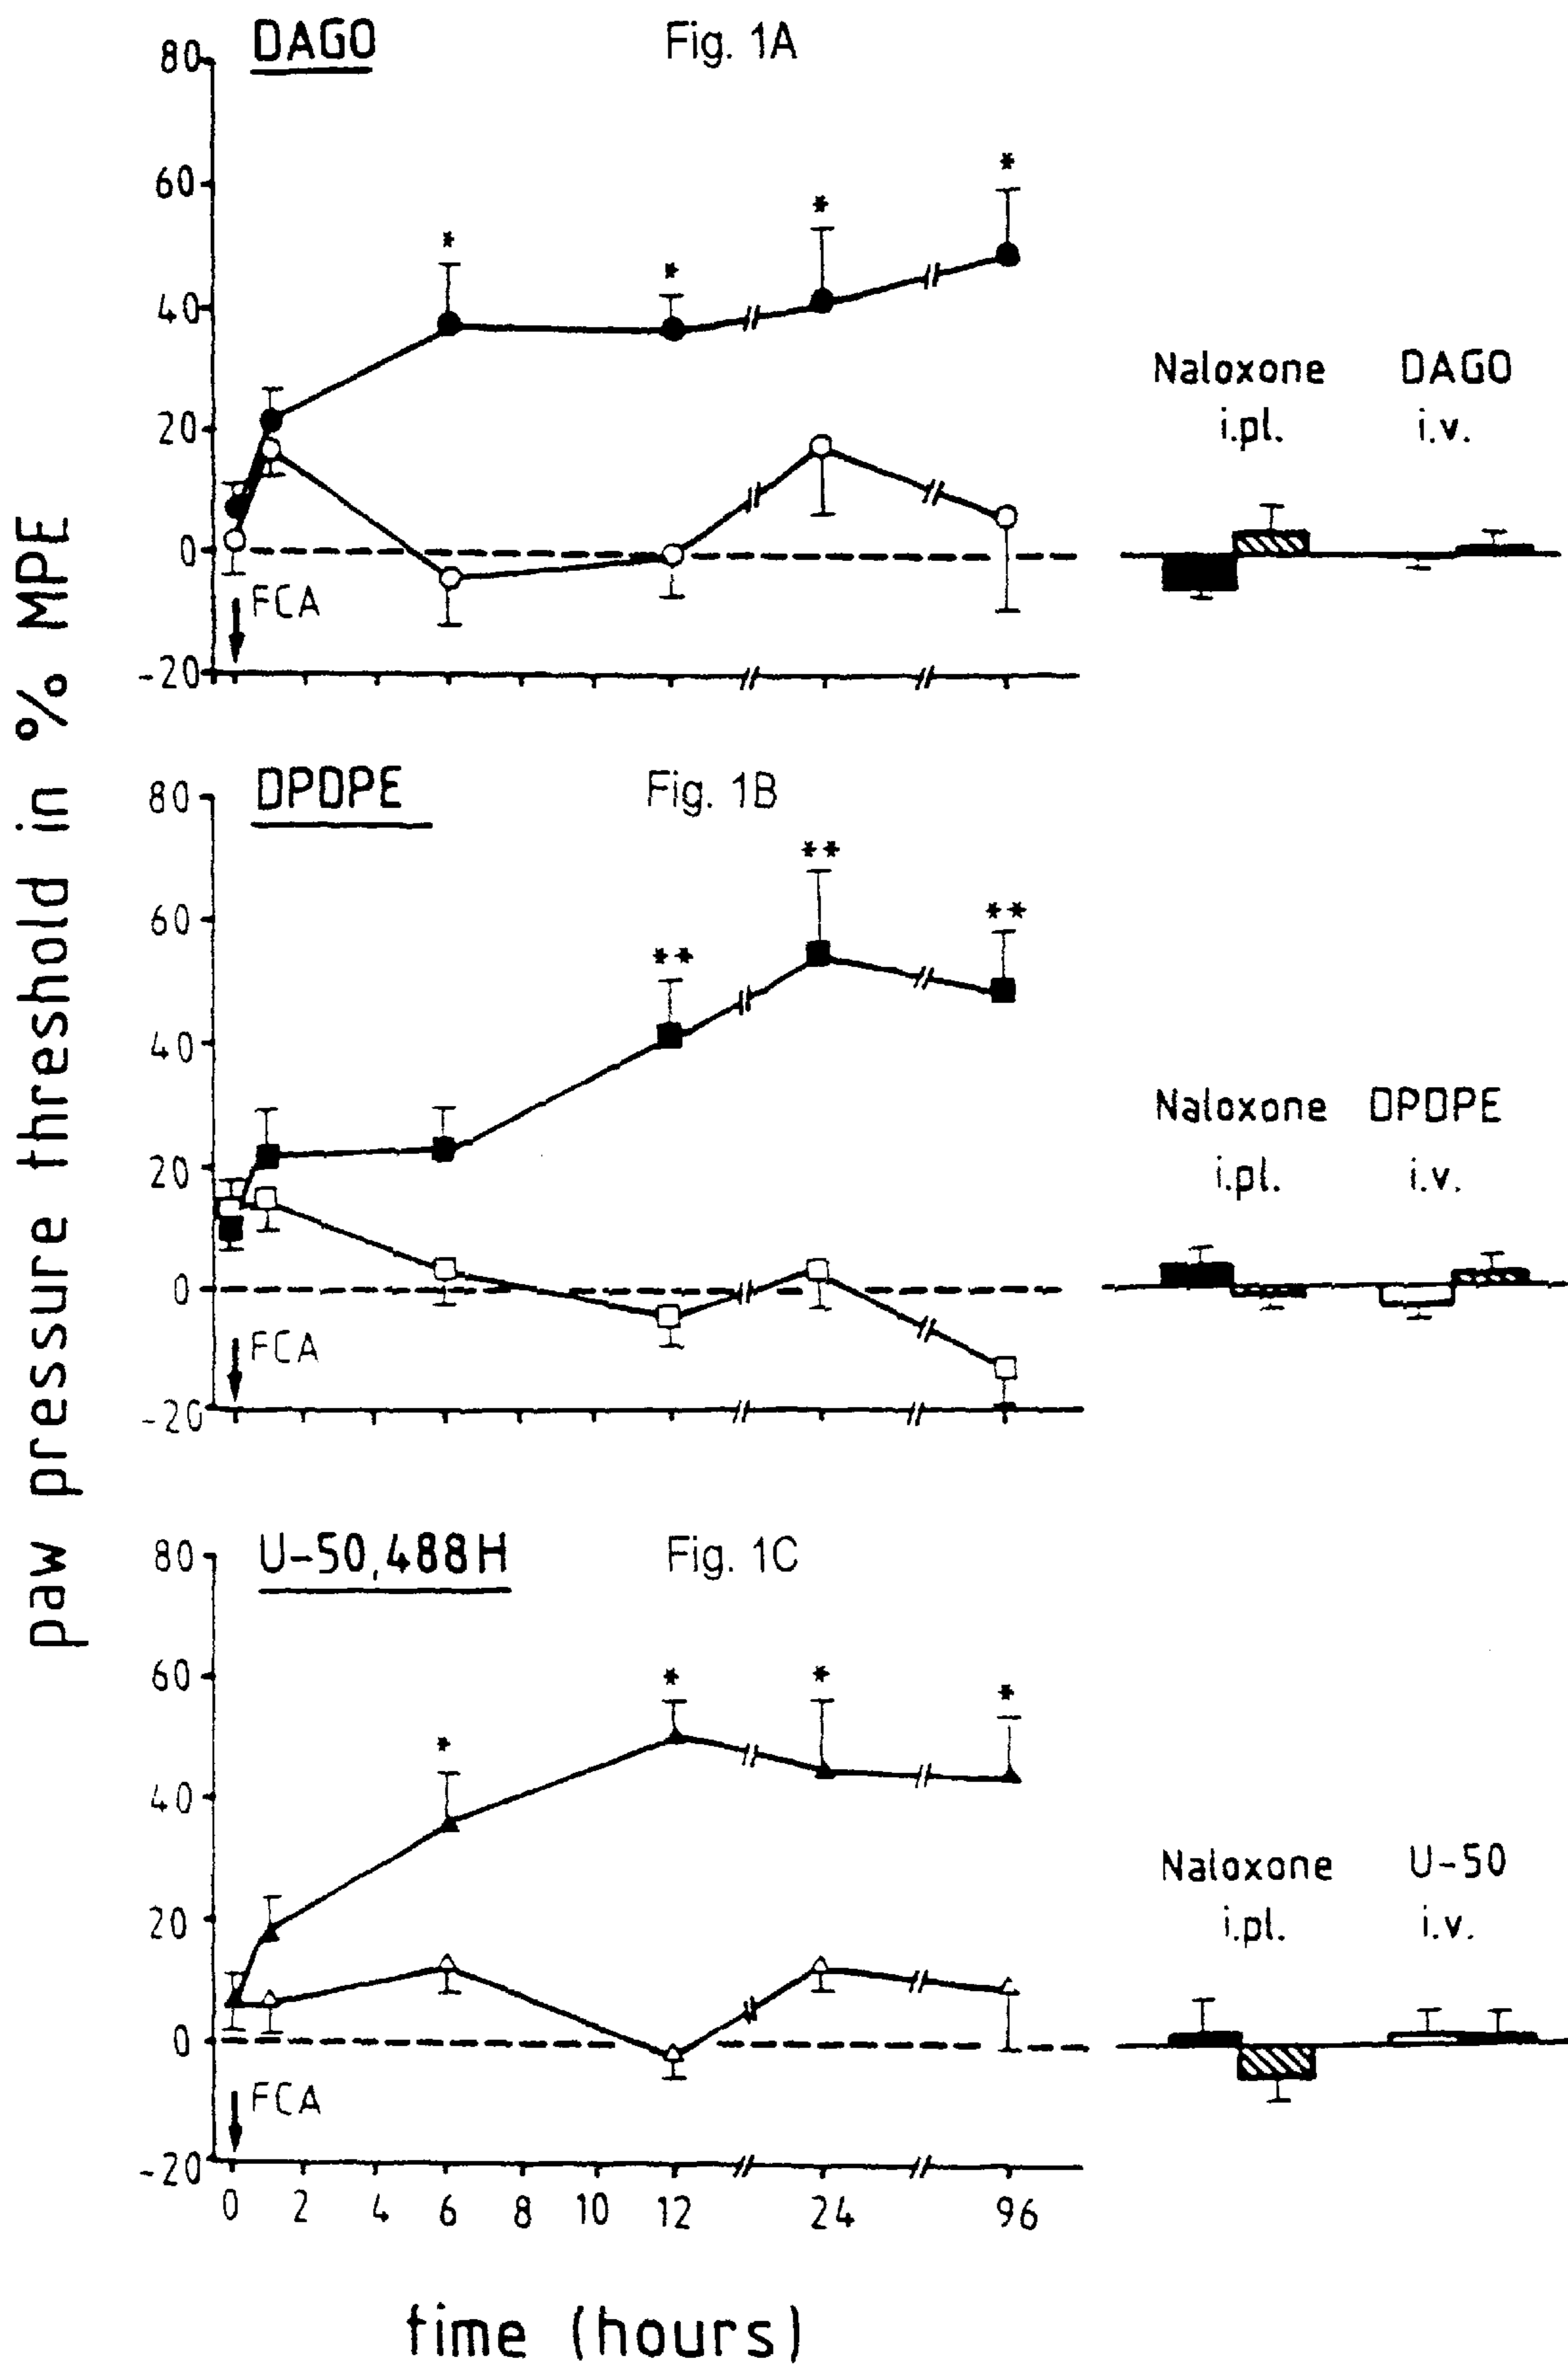 paw pressure threshold in % MPE
DAGO
Fig. 1A
80
60
40
20
0
-20
*
*
*
*
FCA
Naloxone
i.pl.
DAGO
i.v.
DPDPE
Fig. 1B
80
60
40
20
0
-20
**
**
**
FCA
Naloxone
i.pl.
DPDPE
i.v.
U-50,488H
Fig. 1C
80
60
40
20
0
-20
*
*
*
*
FCA
Naloxone
i.pl.
U-50
i.v.
0 2 4 6 8 10 12 24 96
time (hours)